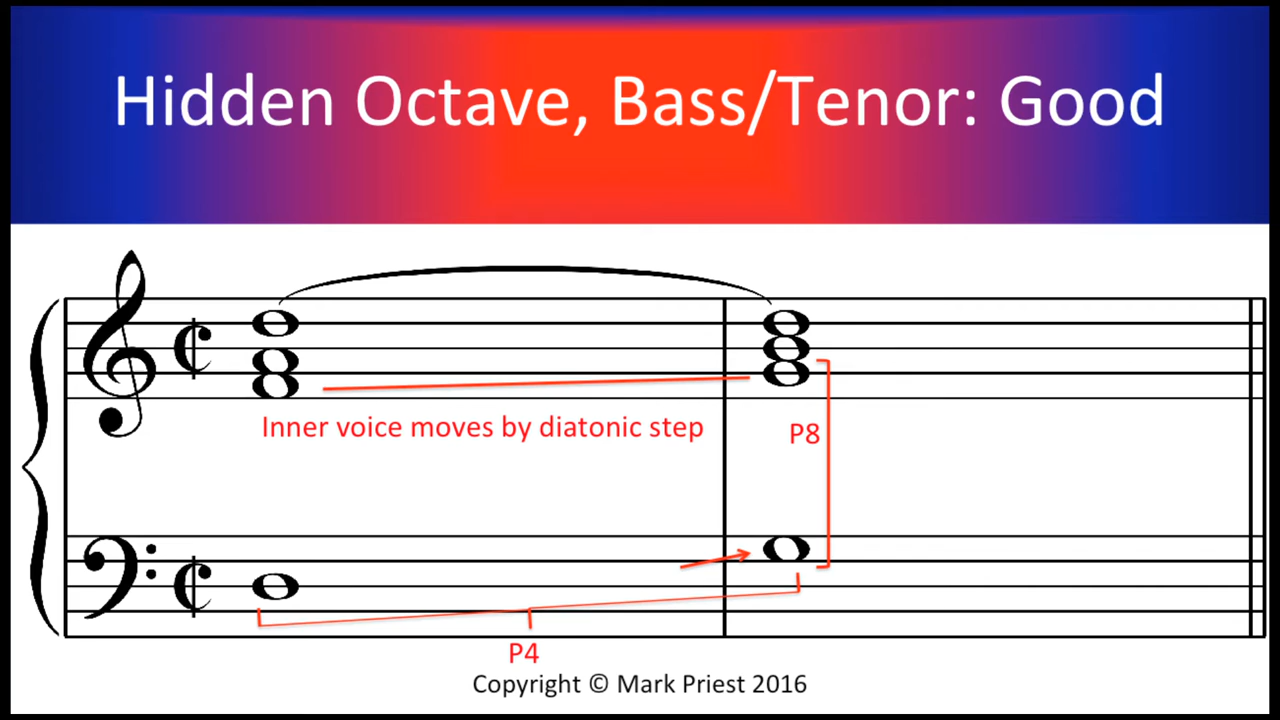 Hidden Octave, Bass/Tenor: Good
Inner voice moves by diatonic step
P8
P4
Copyright © Mark Priest 2016